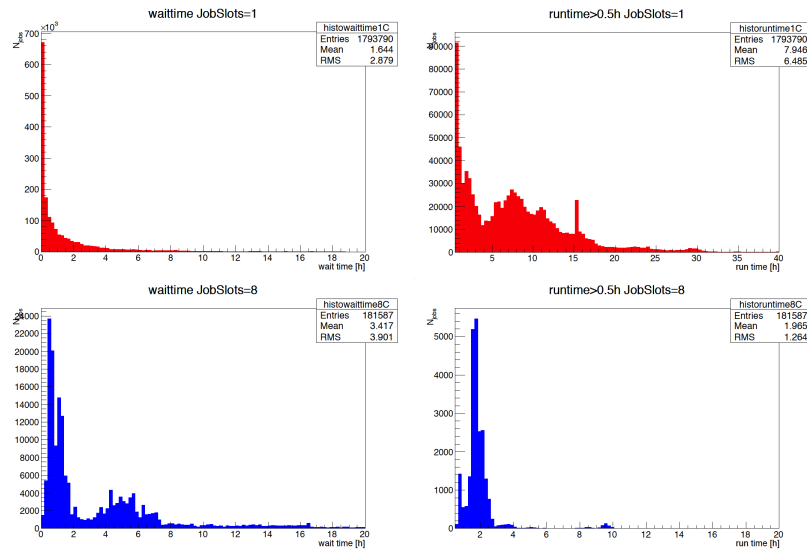 waittime JobSlots=1
N_jobs
×10³
histowaittime1C
Entries 1793790
Mean 1.644
RMS 2.879
700
600
500
400
300
200
100
0
0 2 4 6 8 10 12 14 16 18 20
wait time [h]
runtime>0.5h JobSlots=1
N_jobs
historuntime1C
Entries 1793790
Mean 7.946
RMS 6.485
90000
80000
70000
60000
50000
40000
30000
20000
10000
0
5 10 15 20 25 30 35 40
run time [h]
waittime JobSlots=8
N_jobs
histowaittime8C
Entries 181587
Mean 3.417
RMS 3.901
24000
22000
20000
18000
16000
14000
12000
10000
8000
6000
4000
2000
0
0 2 4 6 8 10 12 14 16 18 20
wait time [h]
runtime>0.5h JobSlots=8
N_jobs
historuntime8C
Entries 181587
Mean 1.965
RMS 1.264
5000
4000
3000
2000
1000
0
2 4 6 8 10 12 14 16 18 20
run time [h]